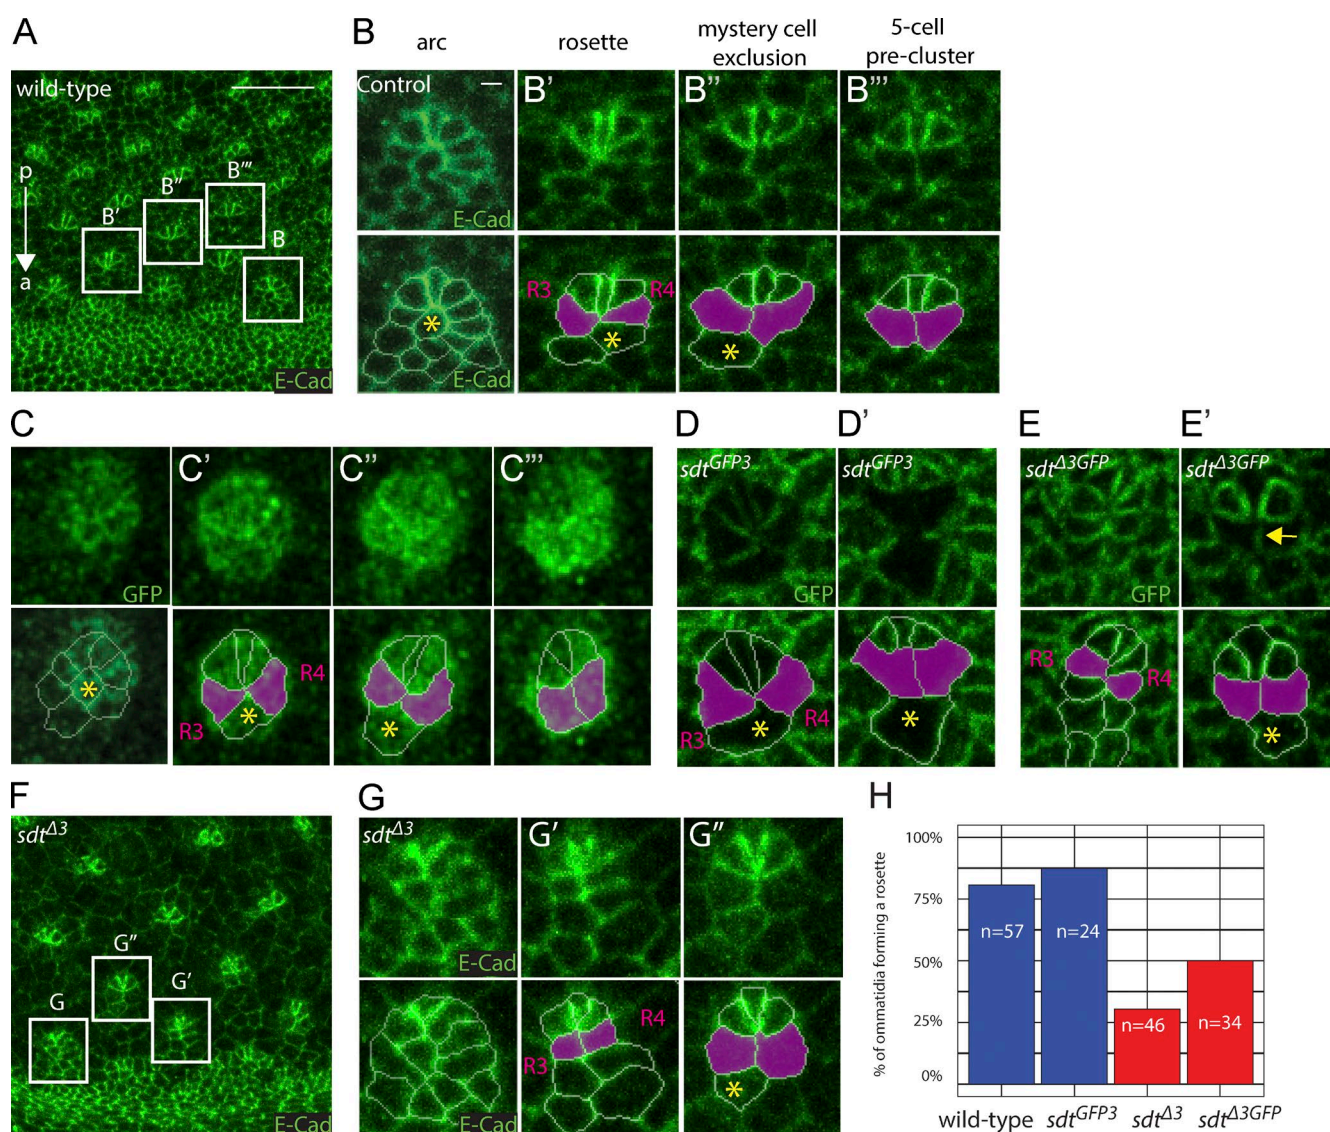 A
wild-type
p
a
B'
B''
B'''
B
E-Cad
B
arc
rosette
mystery cell
exclusion
5-cell
pre-cluster
Control
B'
B''
B'''
E-Cad
R3
R4
*
*
*
E-Cad
C
C'
C''
C'''
GFP
R4
R3
*
*
*
D
D'
sdtGFP3
sdtGFP3
GFP
R4
R3
*
*
E
E'
sdtΔ3GFP
sdtΔ3GFP
GFP
R3
R4
*
F
sdtΔ3
G''
G
G'
E-Cad
G
sdtΔ3
G'
G''
E-Cad
R4
R3
*
E-Cad
H
% of ommatidia forming a rosette
100%
75%
50%
25%
0%
n=57
n=24
n=46
n=34
wild-type
sdtGFP3
sdtΔ3
sdtΔ3GFP